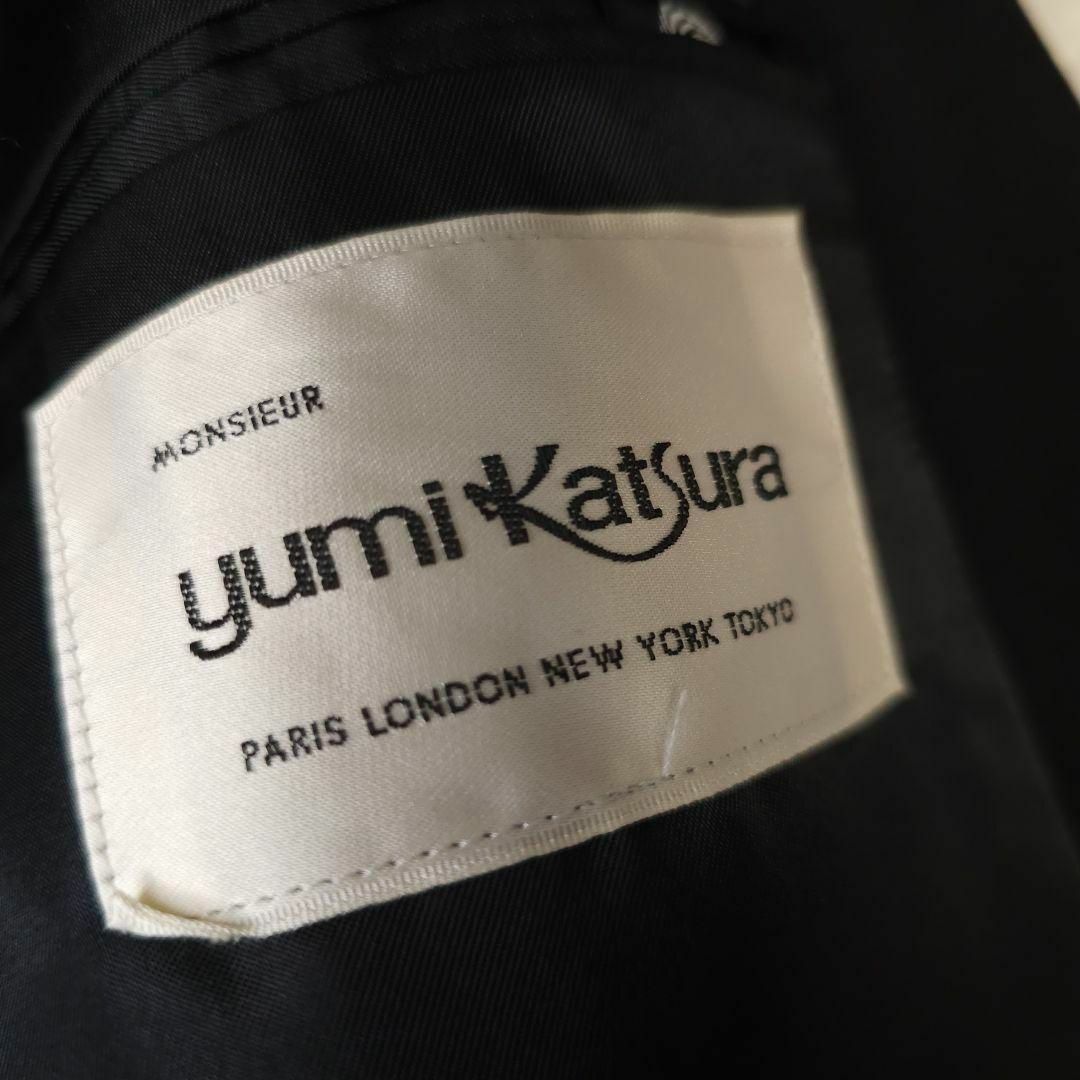 MONSIEUR
yumi Katsura
PARIS LONDON NEW YORK TOKYO